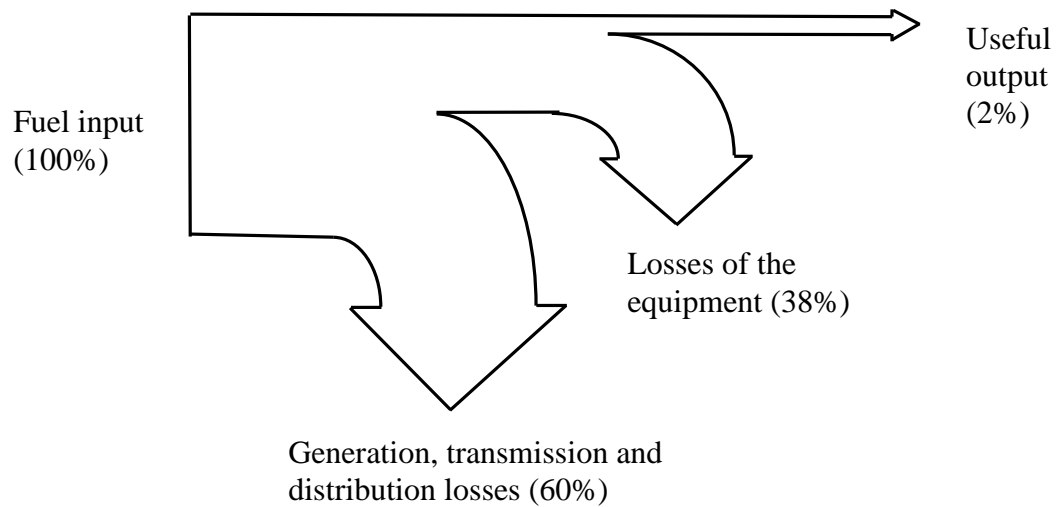 Useful
output
(2%)
Fuel input
(100%)
Losses of the
equipment (38%)
Generation, transmission and
distribution losses (60%)